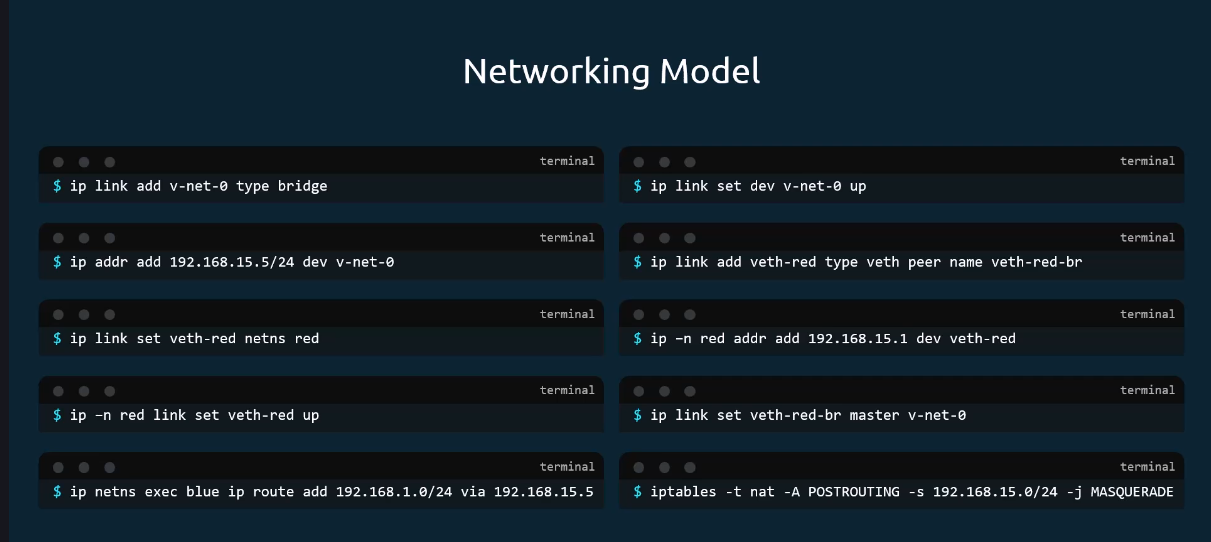 Networking Model
terminal
$ ip link add v-net-0 type bridge
terminal
$ ip link set dev v-net-0 up
terminal
$ ip addr add 192.168.15.5/24 dev v-net-0
terminal
$ ip link add veth-red type veth peer name veth-red-br
terminal
$ ip link set veth-red netns red
terminal
$ ip –n red addr add 192.168.15.1 dev veth-red
terminal
$ ip –n red link set veth-red up
terminal
$ ip link set veth-red-br master v-net-0
terminal
$ ip netns exec blue ip route add 192.168.1.0/24 via 192.168.15.5
terminal
$ iptables -t nat -A POSTROUTING -s 192.168.15.0/24 -j MASQUERADE